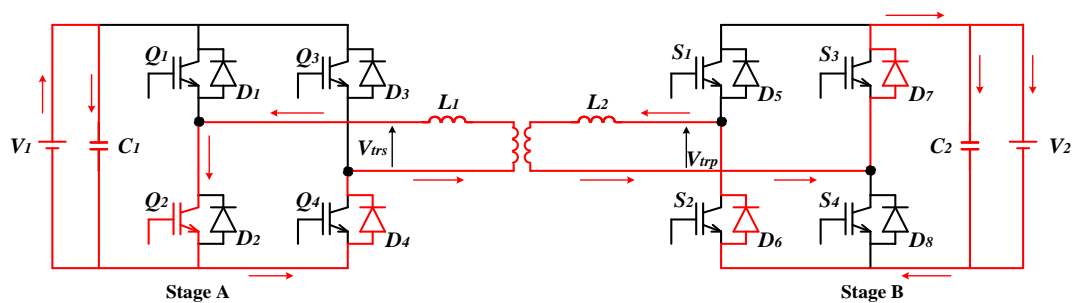 Q1 Q3 S1 S3
D1 D3 D5 D7
L1 L2
V1 C1 Vtrs Vtrp C2 V2
Q2 Q4 S2 S4
D2 D4 D6 D8
Stage A Stage B